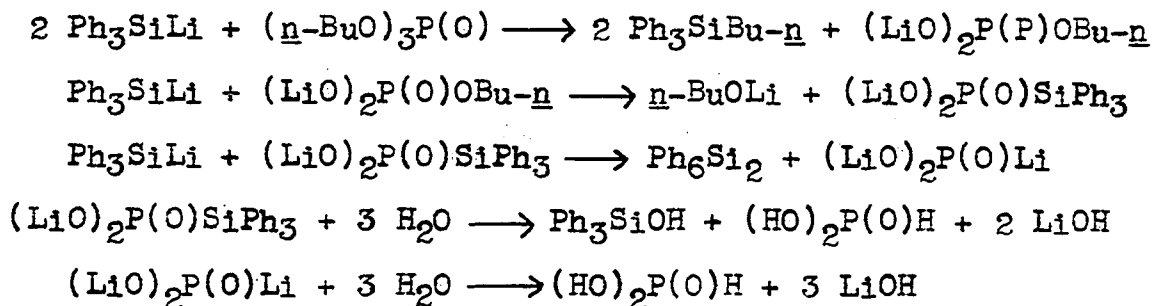 2 Ph₃SiLi + (n-BuO)₃P(O) ⟶ 2 Ph₃SiBu-n + (LiO)₂P(P)OBu-n
Ph₃SiLi + (LiO)₂P(O)OBu-n ⟶ n-BuOLi + (LiO)₂P(O)SiPh₃
Ph₃SiLi + (LiO)₂P(O)SiPh₃ ⟶ Ph₆Si₂ + (LiO)₂P(O)Li
(LiO)₂P(O)SiPh₃ + 3 H₂O ⟶ Ph₃SiOH + (HO)₂P(O)H + 2 LiOH
(LiO)₂P(O)Li + 3 H₂O ⟶ (HO)₂P(O)H + 3 LiOH